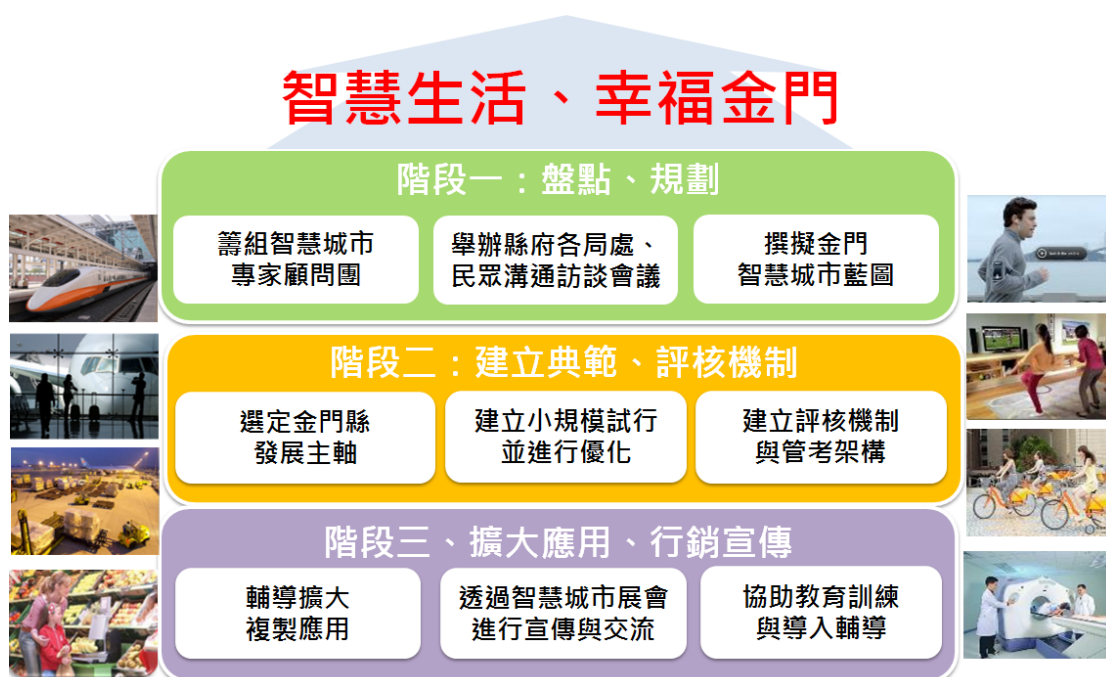 智慧生活、幸福金門
階段一：盤點、規劃
籌組智慧城市
專家顧問團
舉辦縣府各局處、
民眾溝通訪談會議
撰擬金門
智慧城市藍圖
階段二：建立典範、評核機制
選定金門縣
發展主軸
建立小規模試行
並進行優化
建立評核機制
與管考架構
階段三、擴大應用、行銷宣傳
輔導擴大
複製應用
透過智慧城市展會
進行宣傳與交流
協助教育訓練
與導入輔導